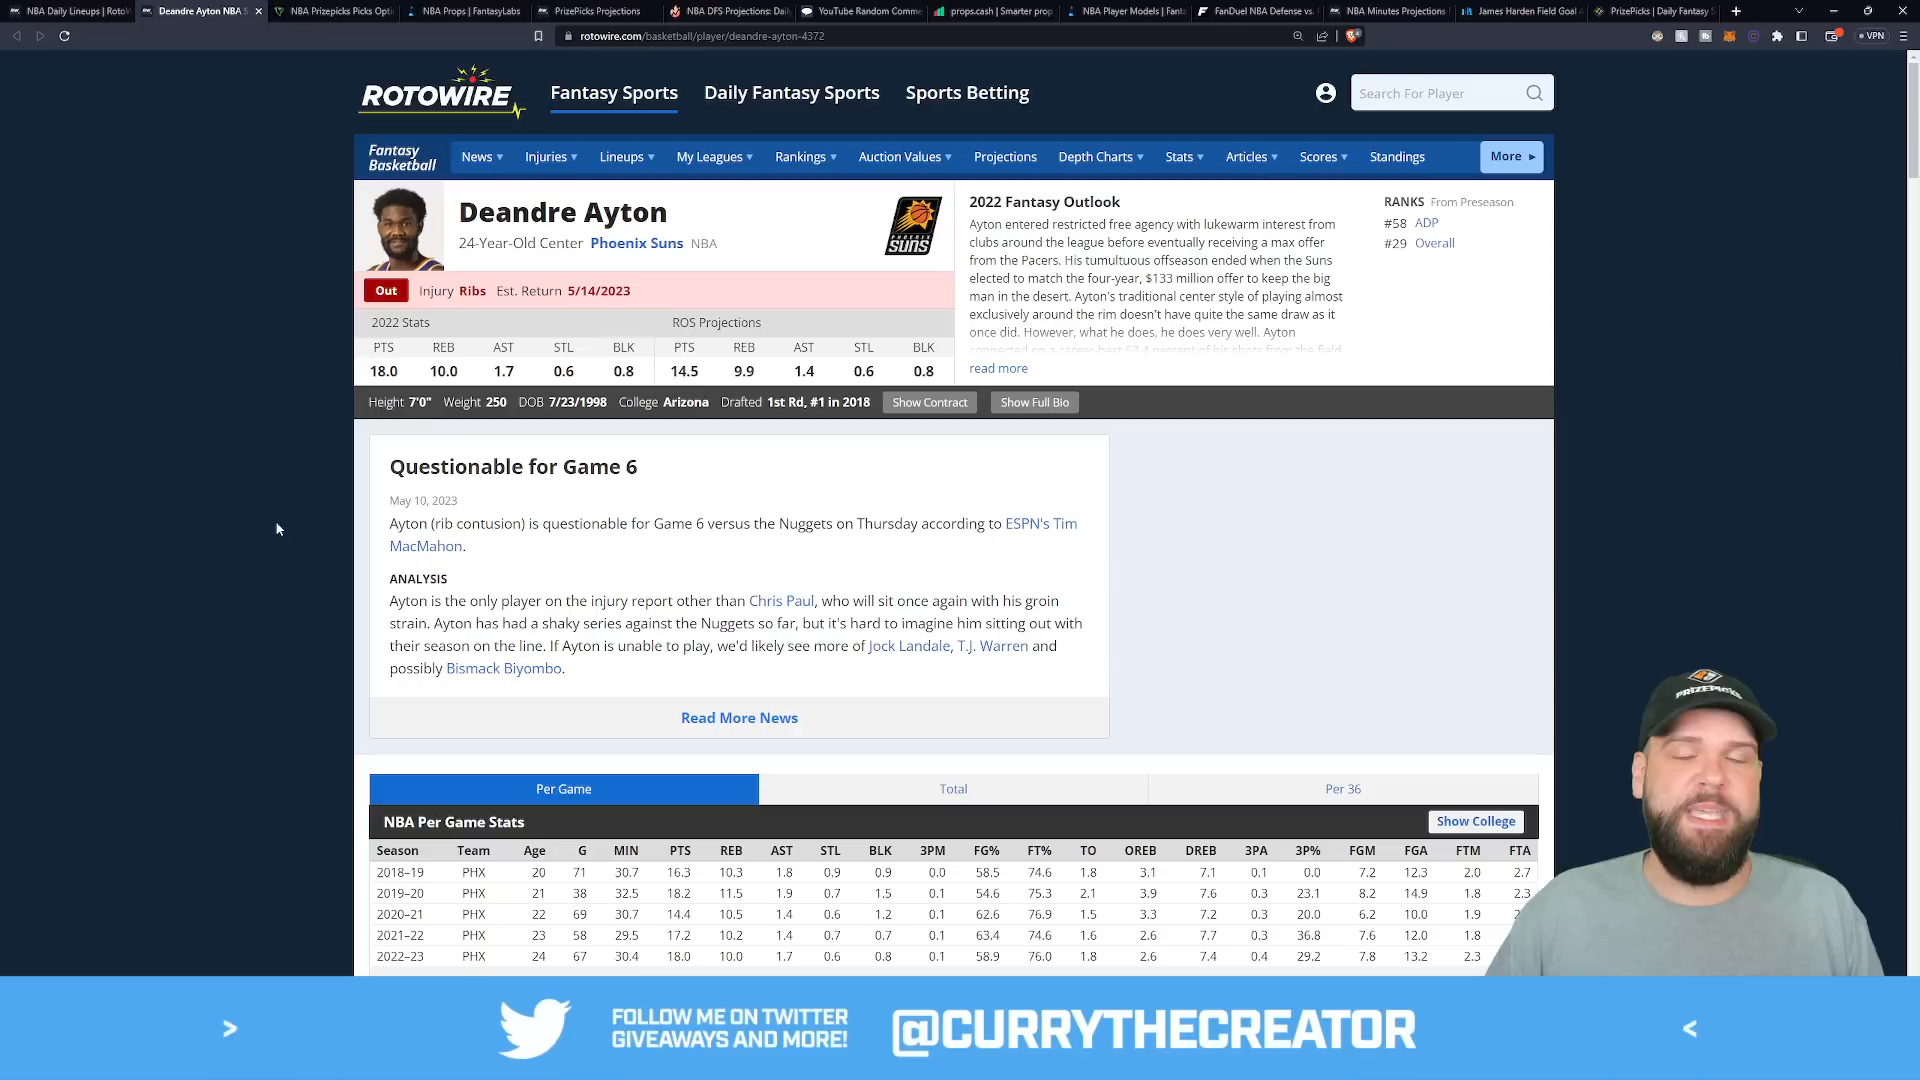 NBA Daily Lineups | RotoW
Deandre Ayton NBA S
NBA Prizepicks Picks Opti
NBA Props | FantasyLabs
PrizePicks Projections
NBA DFS Projections: Dail
YouTube Random Comme
props.cash | Smarter prop
NBA Player Models | Fant
FanDuel NBA Defense vs.
NBA Minutes Projections
James Harden Field Goal
PrizePicks | Daily Fantasy S
rotowire.com/basketball/player/deandre-ayton-4372
VPN
ROTOWIRE
Fantasy Sports
Daily Fantasy Sports
Sports Betting
Search For Player
Fantasy Basketball
News
Injuries
Lineups
My Leagues
Rankings
Auction Values
Projections
Depth Charts
Stats
Articles
Scores
Standings
More
Deandre Ayton
24-Year-Old Center Phoenix Suns NBA
SUNS
Out Injury Ribs Est. Return 5/14/2023
2022 Stats ROS Projections
PTS REB AST STL BLK PTS REB AST STL BLK
18.0 10.0 1.7 0.6 0.8 14.5 9.9 1.4 0.6 0.8
2022 Fantasy Outlook
Ayton entered restricted free agency with lukewarm interest from
clubs around the league before eventually receiving a max offer
from the Pacers. His tumultuous offseason ended when the Suns
elected to match the four-year, $133 million offer to keep the big
man in the desert. Ayton's traditional center style of playing almost
exclusively around the rim doesn't have quite the same draw as it
once did. However, what he does, he does very well. Ayton
connected on a career-best 63.4 percent of his shots from the field
read more
RANKS From Preseason
#58 ADP
#29 Overall
Height 7'0" Weight 250 DOB 7/23/1998 College Arizona Drafted 1st Rd, #1 in 2018 Show Contract Show Full Bio
Questionable for Game 6
May 10, 2023
Ayton (rib contusion) is questionable for Game 6 versus the Nuggets on Thursday according to ESPN's Tim
MacMahon.
ANALYSIS
Ayton is the only player on the injury report other than Chris Paul, who will sit once again with his groin
strain. Ayton has had a shaky series against the Nuggets so far, but it's hard to imagine him sitting out with
their season on the line. If Ayton is unable to play, we'd likely see more of Jock Landale, T.J. Warren and
possibly Bismack Biyombo.
Read More News
Per Game Total Per 36
NBA Per Game Stats Show College
Season Team Age G MIN PTS REB AST STL BLK 3PM FG% FT% TO OREB DREB 3PA 3P% FGM FGA FTM FTA
2018-19 PHX 20 71 30.7 16.3 10.3 1.8 0.9 0.9 0.0 58.5 74.6 1.8 3.1 7.1 0.1 0.0 7.2 12.3 2.0 2.7
2019-20 PHX 21 38 32.5 18.2 11.5 1.9 0.7 1.5 0.1 54.6 75.3 2.1 3.9 7.6 0.3 23.1 8.2 14.9 1.8 2.3
2020-21 PHX 22 69 30.7 14.4 10.5 1.4 0.6 1.2 0.1 62.6 76.9 1.5 3.3 7.2 0.3 20.0 6.2 10.0 1.9
2021-22 PHX 23 58 29.5 17.2 10.2 1.4 0.7 0.7 0.1 63.4 74.6 1.6 2.6 7.7 0.3 36.8 7.6 12.0 1.8
2022-23 PHX 24 67 30.4 18.0 10.0 1.7 0.6 0.8 0.1 58.9 76.0 1.8 2.6 7.4 0.4 29.2 7.8 13.2 2.3
PRIZEPICKS
FOLLOW ME ON TWITTER
GIVEAWAYS AND MORE!
@CURRYTHECREATOR